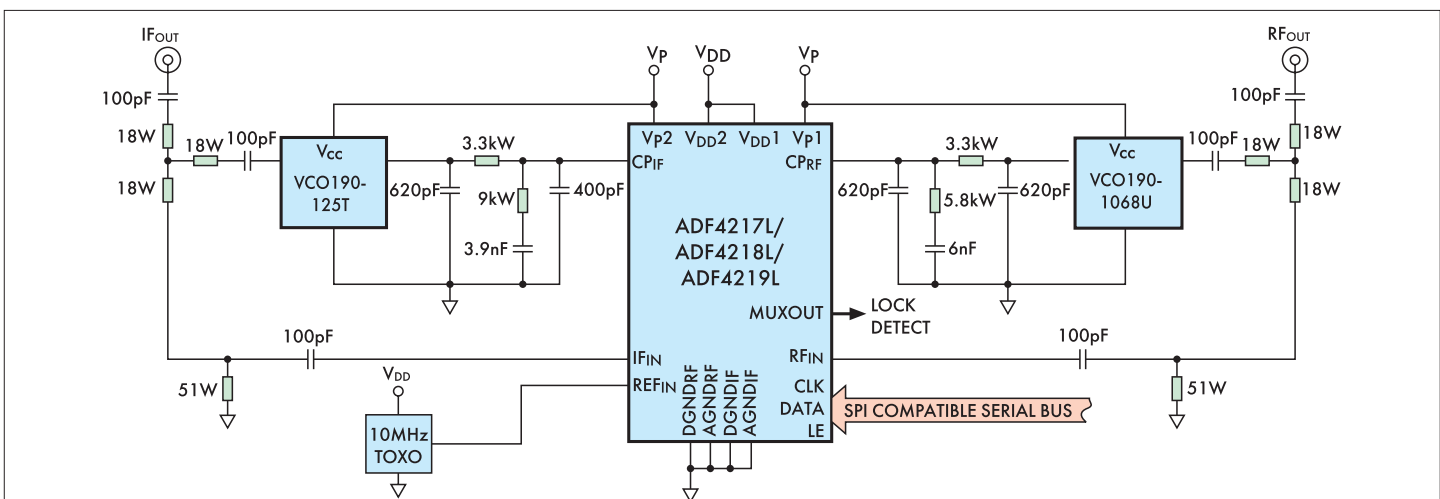 IFOUT
RFOUT
VP
VDD
VP
100pF
100pF
18W
18W
100pF
18W
18W
18W
100pF
18W
VCC
VCO190-
125T
3.3kW
620pF
9kW
3.9nF
400pF
VP2
VDD2
VDD1
VP1
CPIF
CPRF
ADF4217L/
ADF4218L/
ADF4219L
3.3kW
620pF
5.8kW
6nF
620pF
VCC
VCO190-
1068U
MUXOUT
LOCK
DETECT
100pF
51W
IFIN
REFIN
RFIN
100pF
51W
VDD
10MHz
TOXO
DGNDRF
AGNDRF
DGNDIF
AGNDIF
CLK
DATA
LE
SPI COMPATIBLE SERIAL BUS